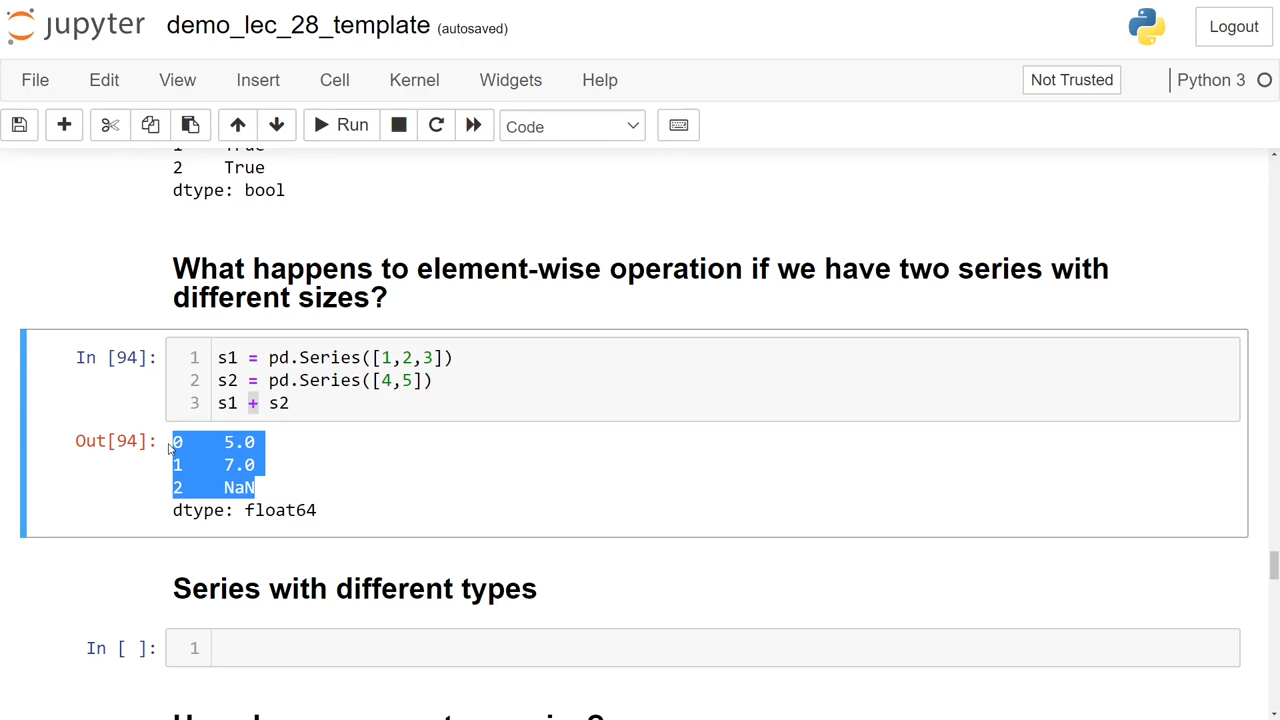 jupyter demo_lec_28_template (autosaved) Logout
File Edit View Insert Cell Kernel Widgets Help Not Trusted Python 3
Run Code
2 True
dtype: bool
What happens to element-wise operation if we have two series with
different sizes?
In [94]: 1 s1 = pd.Series([1,2,3])
2 s2 = pd.Series([4,5])
3 s1 + s2
Out[94]: 0 5.0
1 7.0
2 NaN
dtype: float64
Series with different types
In [ ]: 1